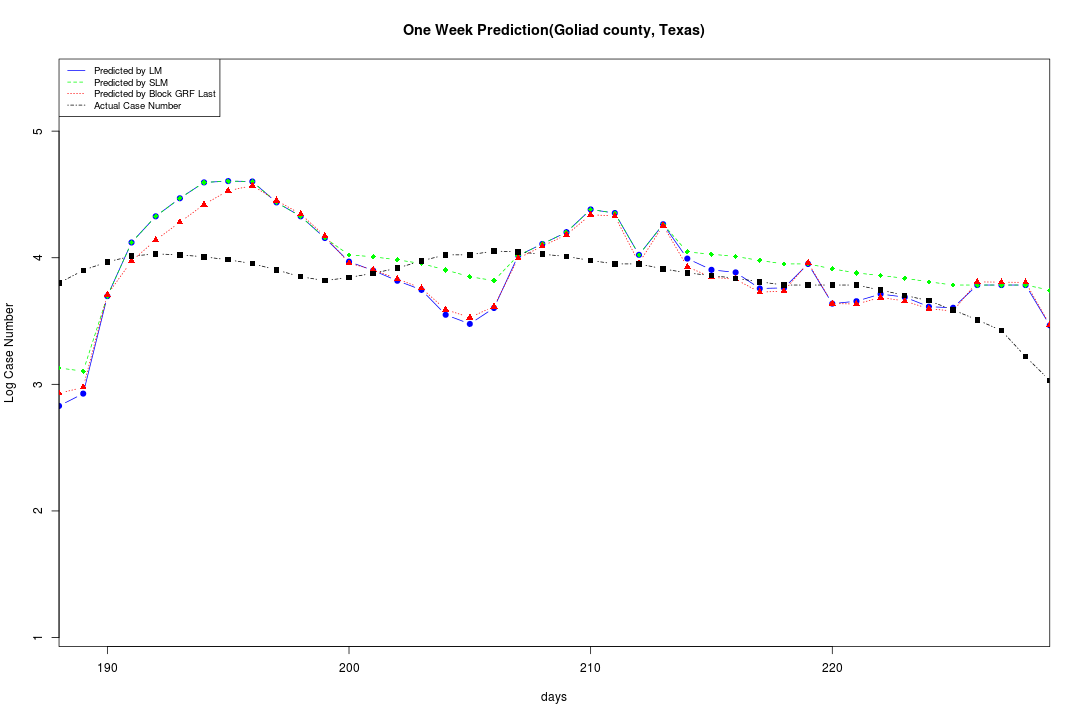 One Week Prediction(Goliad county, Texas)
Predicted by LM
Predicted by SLM
Predicted by Block GRF Last
Actual Case Number
5
4
3
2
1
Log Case Number
190 200 210 220
days